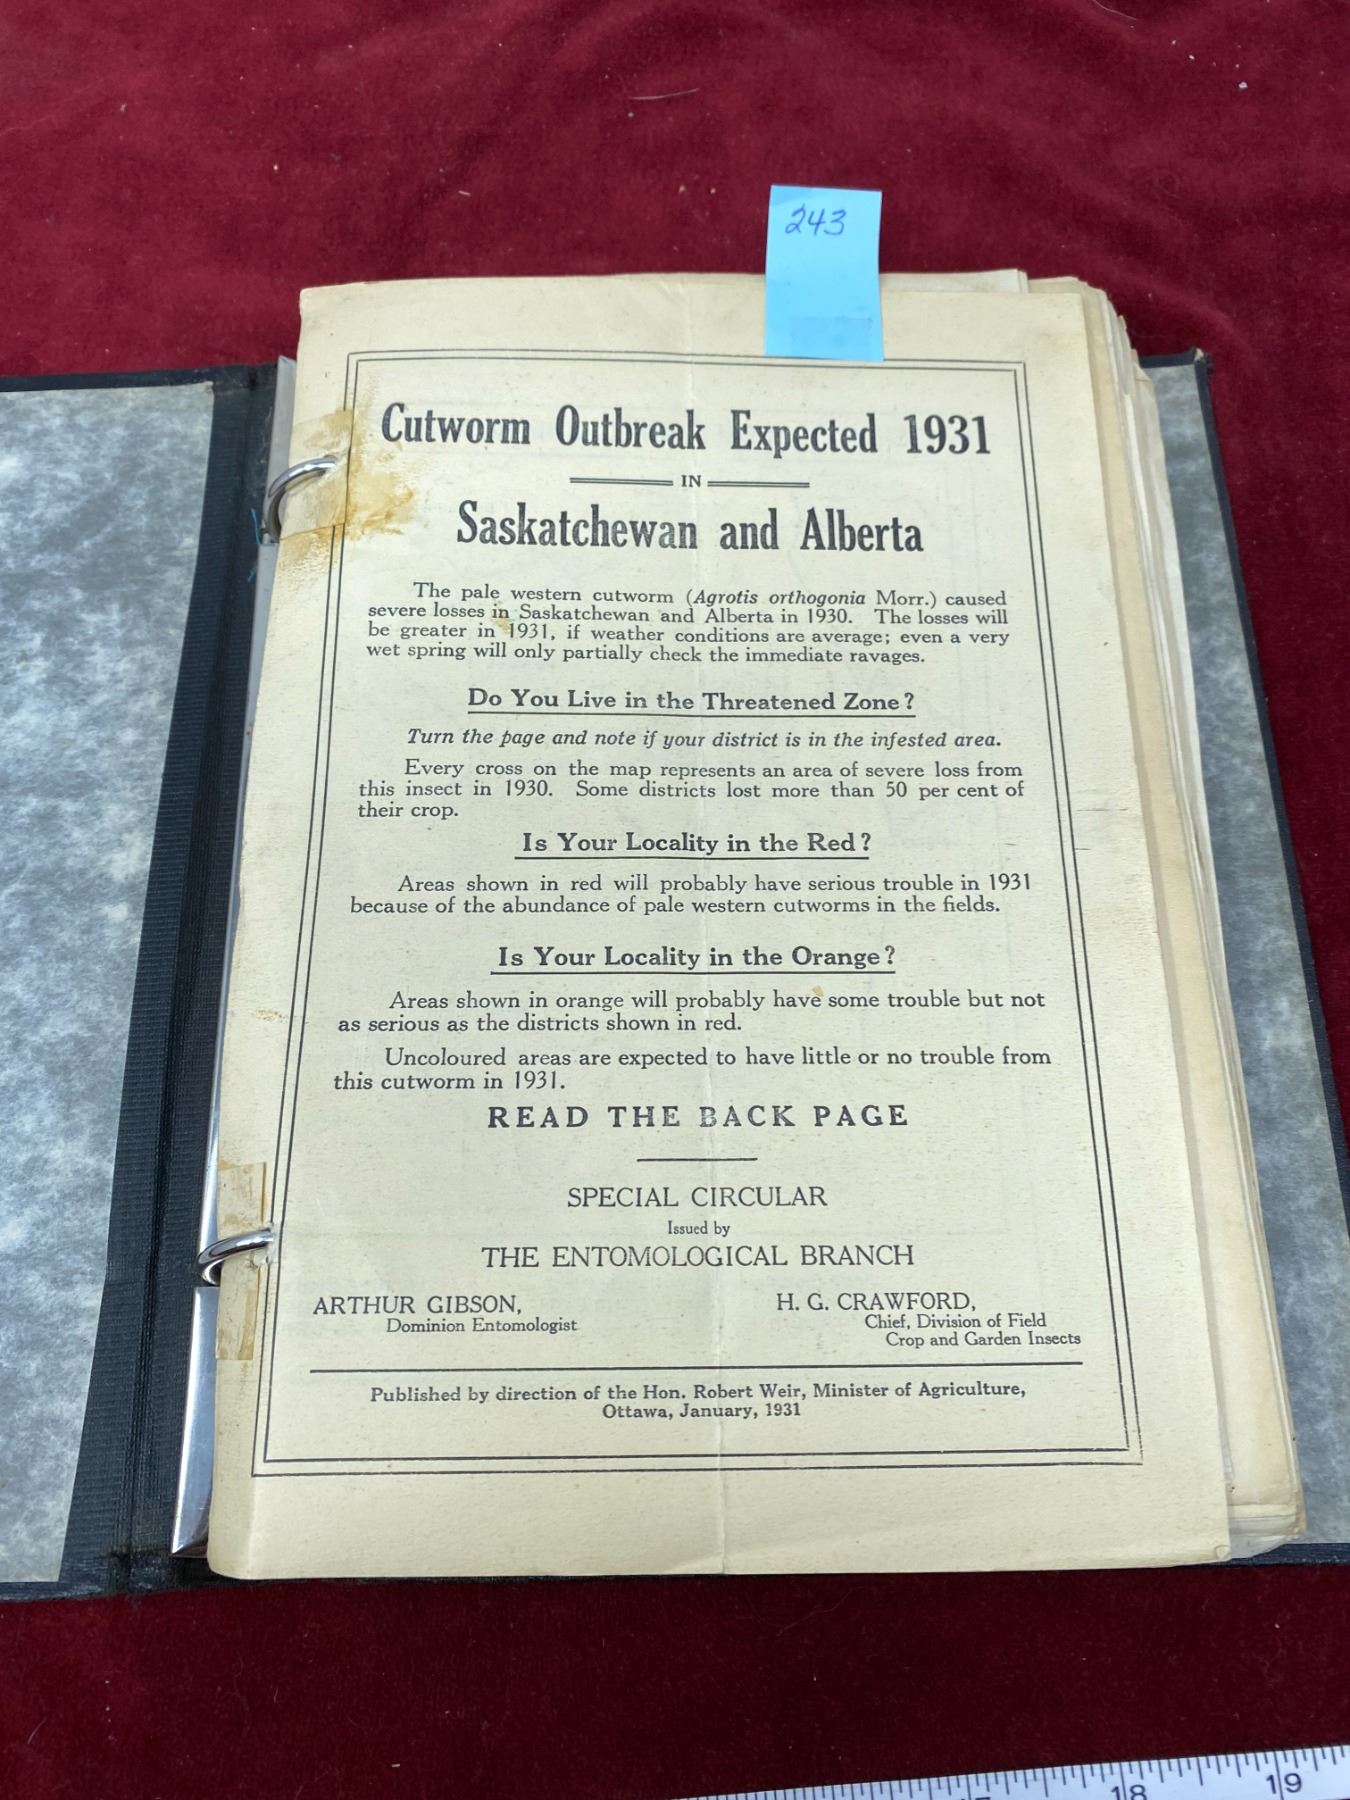 243
Cutworm Outbreak Expected 1931
IN
Saskatchewan and Alberta
The pale western cutworm (Agrotis orthogonia Morr.) caused
severe losses in Saskatchewan and Alberta in 1930. The losses will
be greater in 1931, if weather conditions are average; even a very
wet spring will only partially check the immediate ravages.
Do You Live in the Threatened Zone?
Turn the page and note if your district is in the infested area.
Every cross on the map represents an area of severe loss from
this insect in 1930. Some districts lost more than 50 per cent of
their crop.
Is Your Locality in the Red?
Areas shown in red will probably have serious trouble in 1931
because of the abundance of pale western cutworms in the fields.
Is Your Locality in the Orange?
Areas shown in orange will probably have some trouble but not
as serious as the districts shown in red.
Uncoloured areas are expected to have little or no trouble from
this cutworm in 1931.
READ THE BACK PAGE
SPECIAL CIRCULAR
Issued by
THE ENTOMOLOGICAL BRANCH
ARTHUR GIBSON,
Dominion Entomologist
H. G. CRAWFORD,
Chief, Division of Field
Crop and Garden Insects
Published by direction of the Hon. Robert Weir, Minister of Agriculture,
Ottawa, January, 1931
18 19